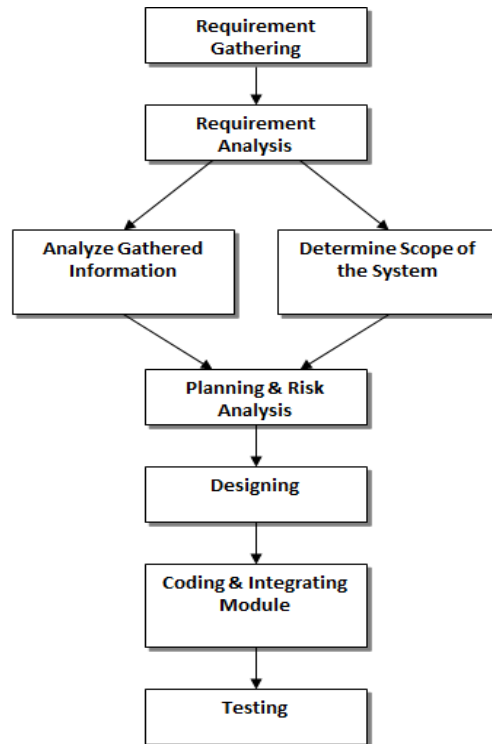 Requirement
Gathering
Requirement
Analysis
Analyze Gathered
Information
Determine Scope of
the System
Planning & Risk
Analysis
Designing
Coding & Integrating
Module
Testing